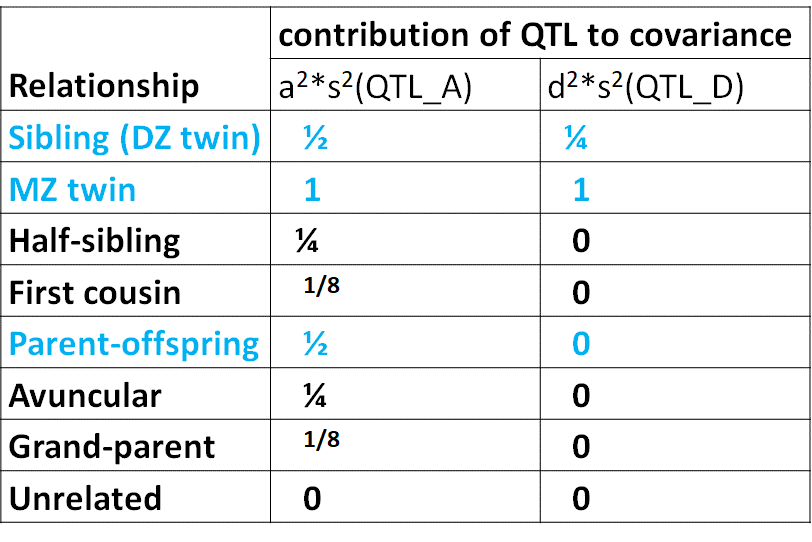 contribution of QTL to covariance
Relationship a²*s²(QTL_A) d²*s²(QTL_D)
Sibling (DZ twin) ½ ¼
MZ twin 1 1
Half-sibling ¼ 0
First cousin 1/8 0
Parent-offspring ½ 0
Avuncular ¼ 0
Grand-parent 1/8 0
Unrelated 0 0